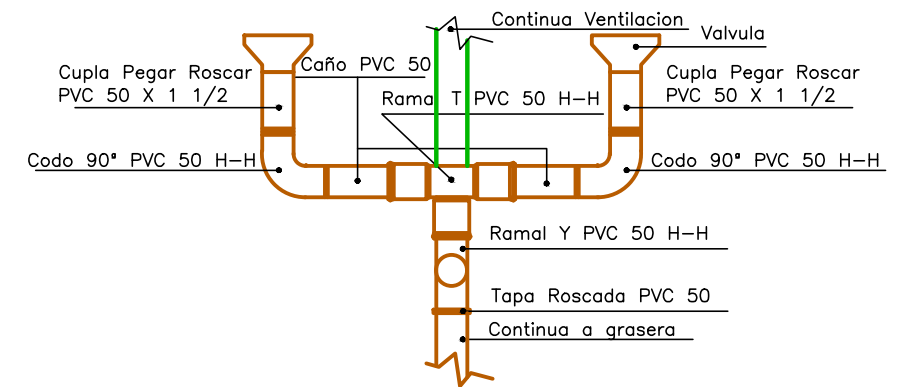 Continua Ventilacion
Valvula
Caño PVC 50
Cupla Pegar Roscar
PVC 50 X 1 1/2
Cupla Pegar Roscar
PVC 50 X 1 1/2
Ramal T PVC 50 H-H
Codo 90ª PVC 50 H-H
Codo 90ª PVC 50 H-H
Ramal Y PVC 50 H-H
Tapa Roscada PVC 50
Continua a grasera